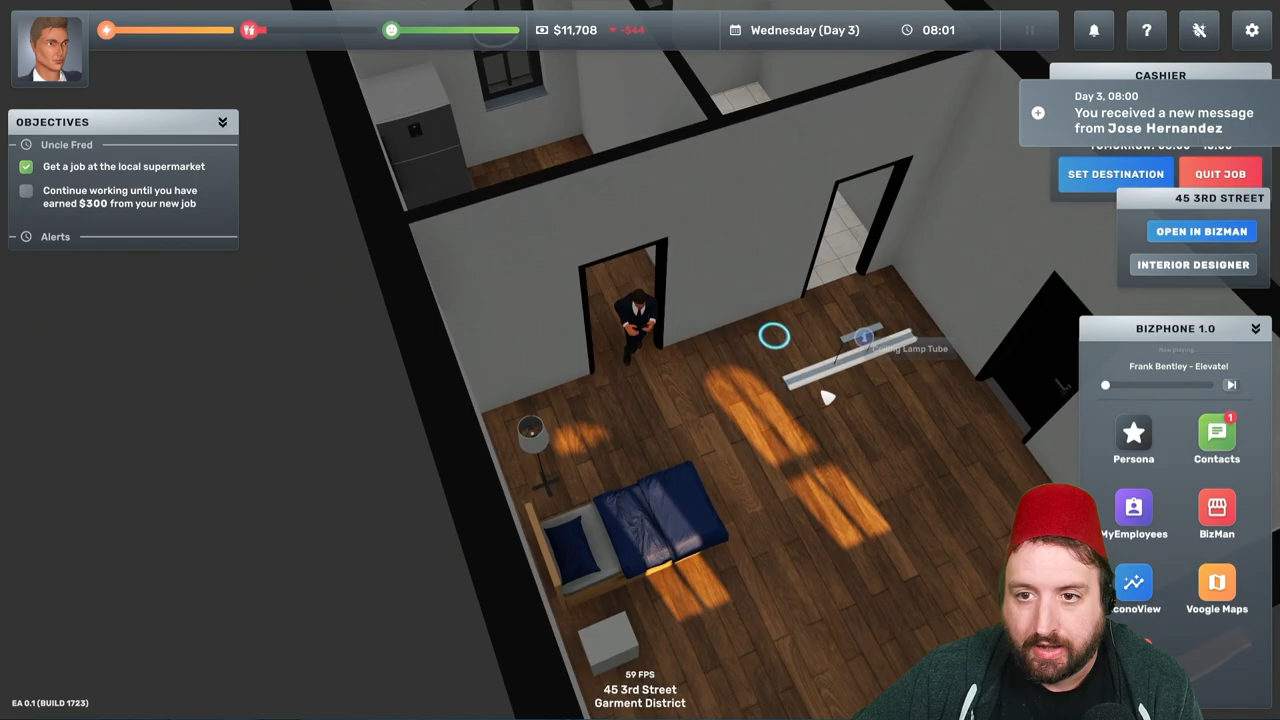 $11,708
-$44
Wednesday (Day 3)
08:01
OBJECTIVES
Uncle Fred
Get a job at the local supermarket
Continue working until you have
earned $300 from your new job
Alerts
CASHIER
Day 3, 08:00
You received a new message
from Jose Hernandez
SET DESTINATION
QUIT JOB
45 3RD STREET
OPEN IN BIZMAN
INTERIOR DESIGNER
BIZPHONE 1.0
Now playing..
Frank Bentley - Elevate!
1
Persona
Contacts
MyEmployees
BizMan
Voogle Maps
Ceiling Lamp Tube
59 FPS
45 3rd Street
Garment District
EA 0.1 (BUILD 1723)